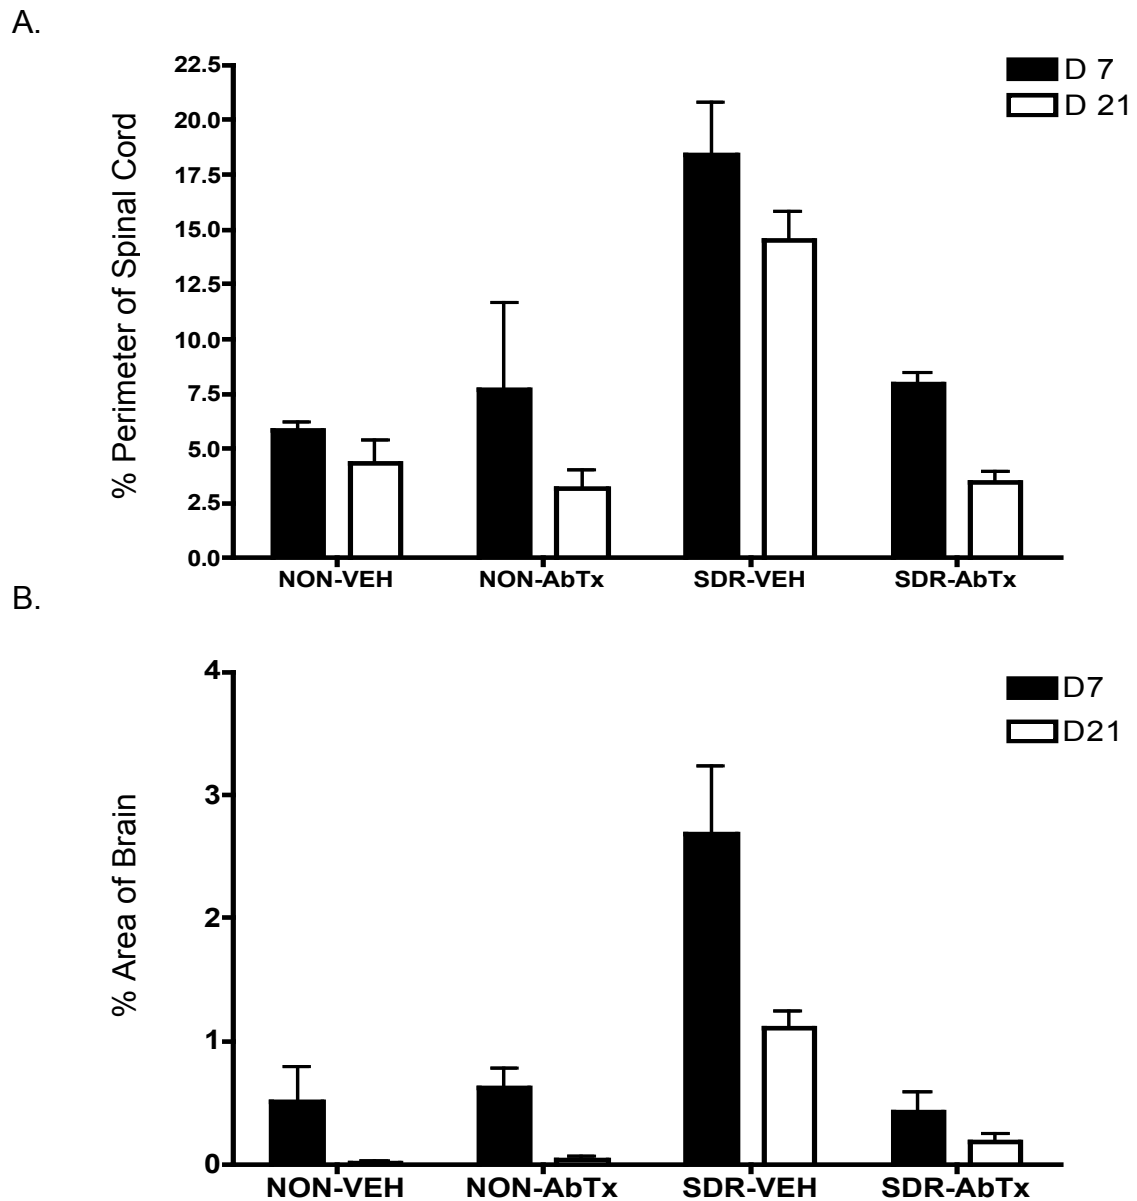 A.
D 7
D 21
% Perimeter of Spinal Cord
22.5
20.0
17.5
15.0
12.5
10.0
7.5
5.0
2.5
0.0
NON-VEH NON-AbTx SDR-VEH SDR-AbTx
B.
D7
D21
% Area of Brain
4
3
2
1
0
NON-VEH NON-AbTx SDR-VEH SDR-AbTx